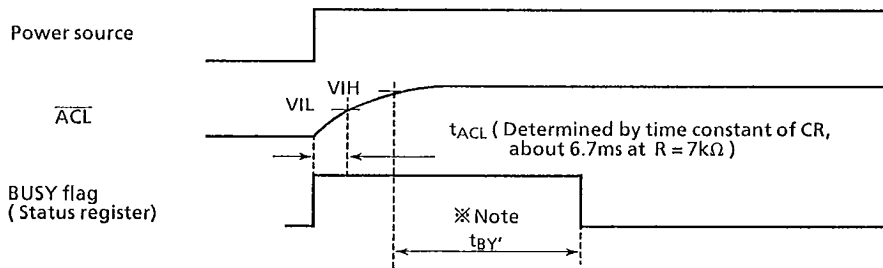 Power source
VIH
VIL
ACL
tACL ( Determined by time constant of CR,
about 6.7ms at R = 7kΩ )
BUSY flag
( Status register)
※Note
tBY'